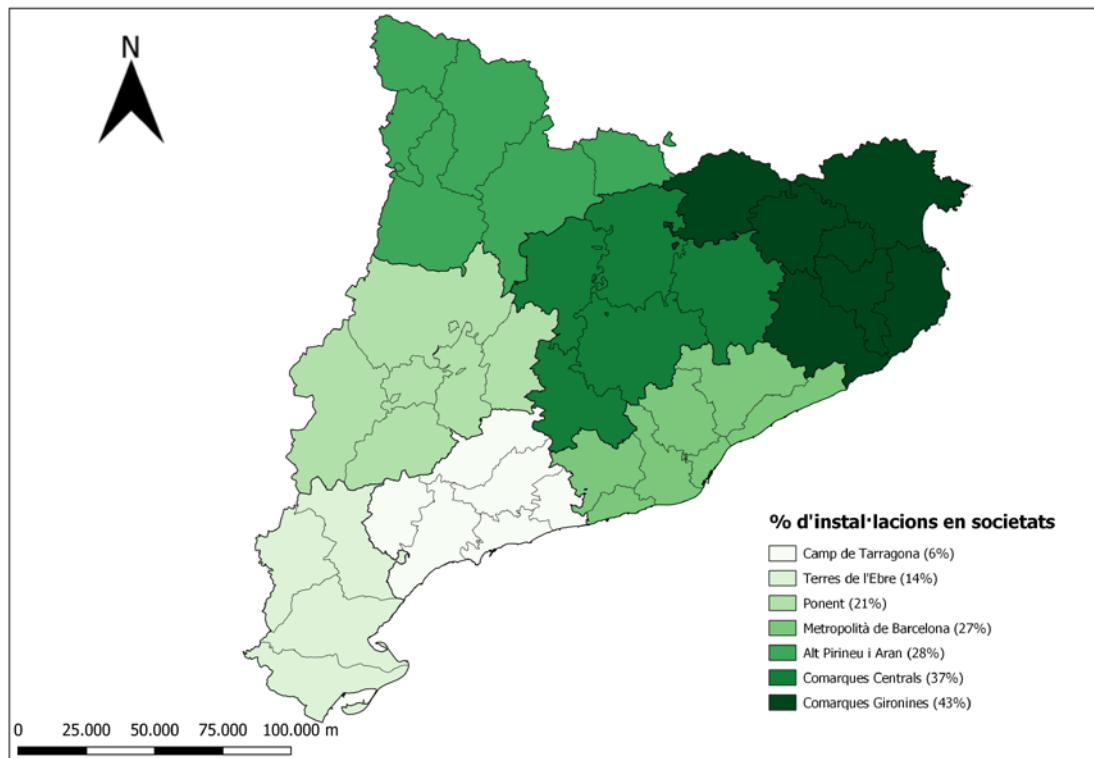 N
% d'instal·lacions en societats
Camp de Tarragona (6%)
Terres de l'Ebre (14%)
Ponent (21%)
Metropolità de Barcelona (27%)
Alt Pirineu i Aran (28%)
Comarques Centrals (37%)
Comarques Gironines (43%)
0 25.000 50.000 75.000 100.000 m